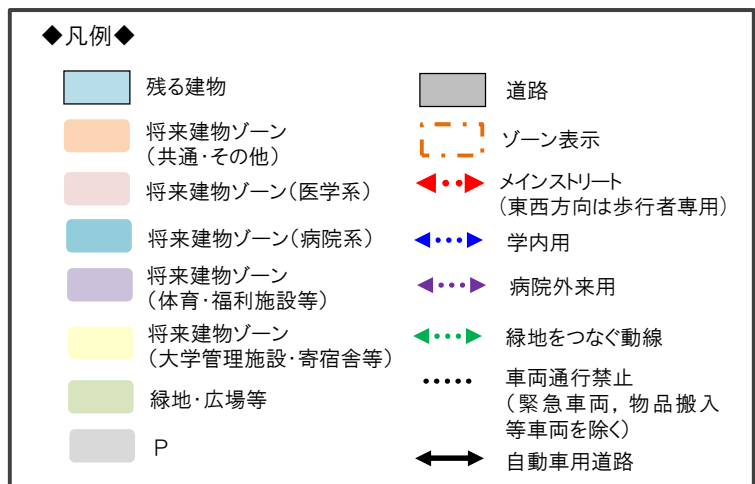 ◆凡例◆
残る建物
将来建物ゾーン
(共通・その他)
将来建物ゾーン(医学系)
将来建物ゾーン(病院系)
将来建物ゾーン
(体育・福利施設等)
将来建物ゾーン
(大学管理施設・寄宿舎等)
緑地・広場等
P
道路
ゾーン表示
メインストリート
(東西方向は歩行者専用)
学内用
病院外来用
緑地をつなぐ動線
車両通行禁止
(緊急車両,物品搬入
等車両を除く)
自動車用道路